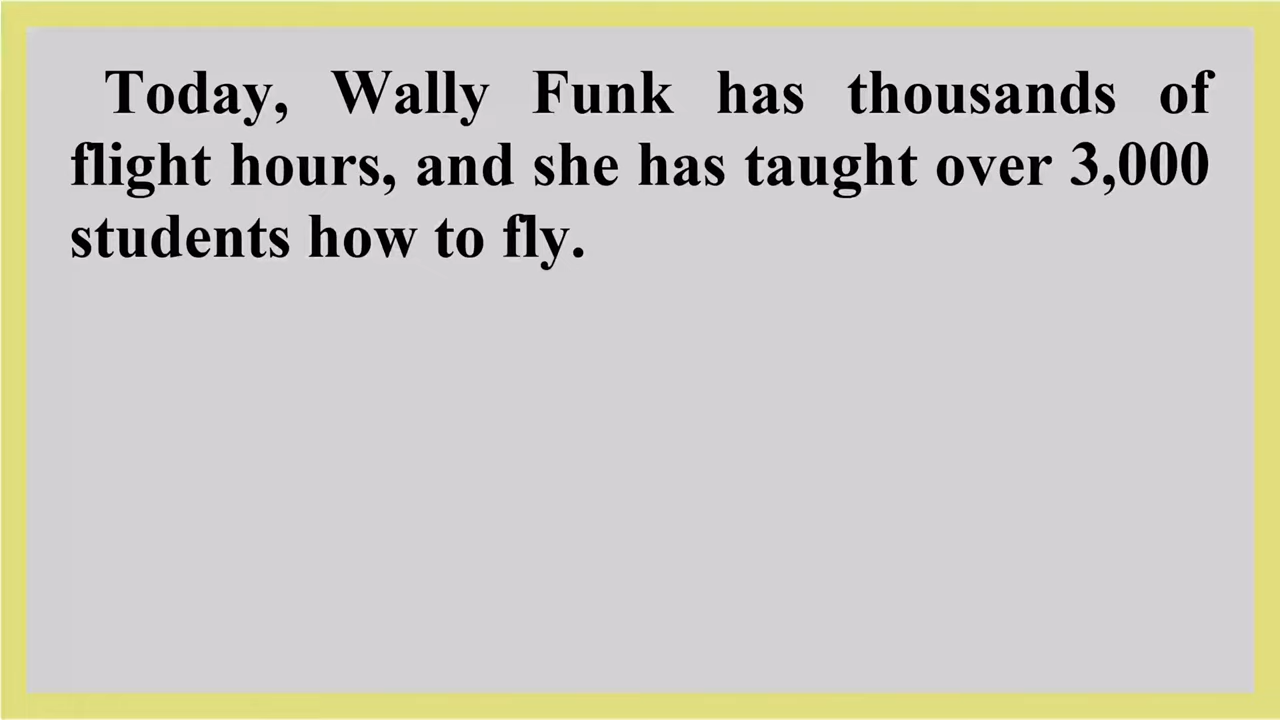 Today, Wally Funk has thousands of
flight hours, and she has taught over 3,000
students how to fly.